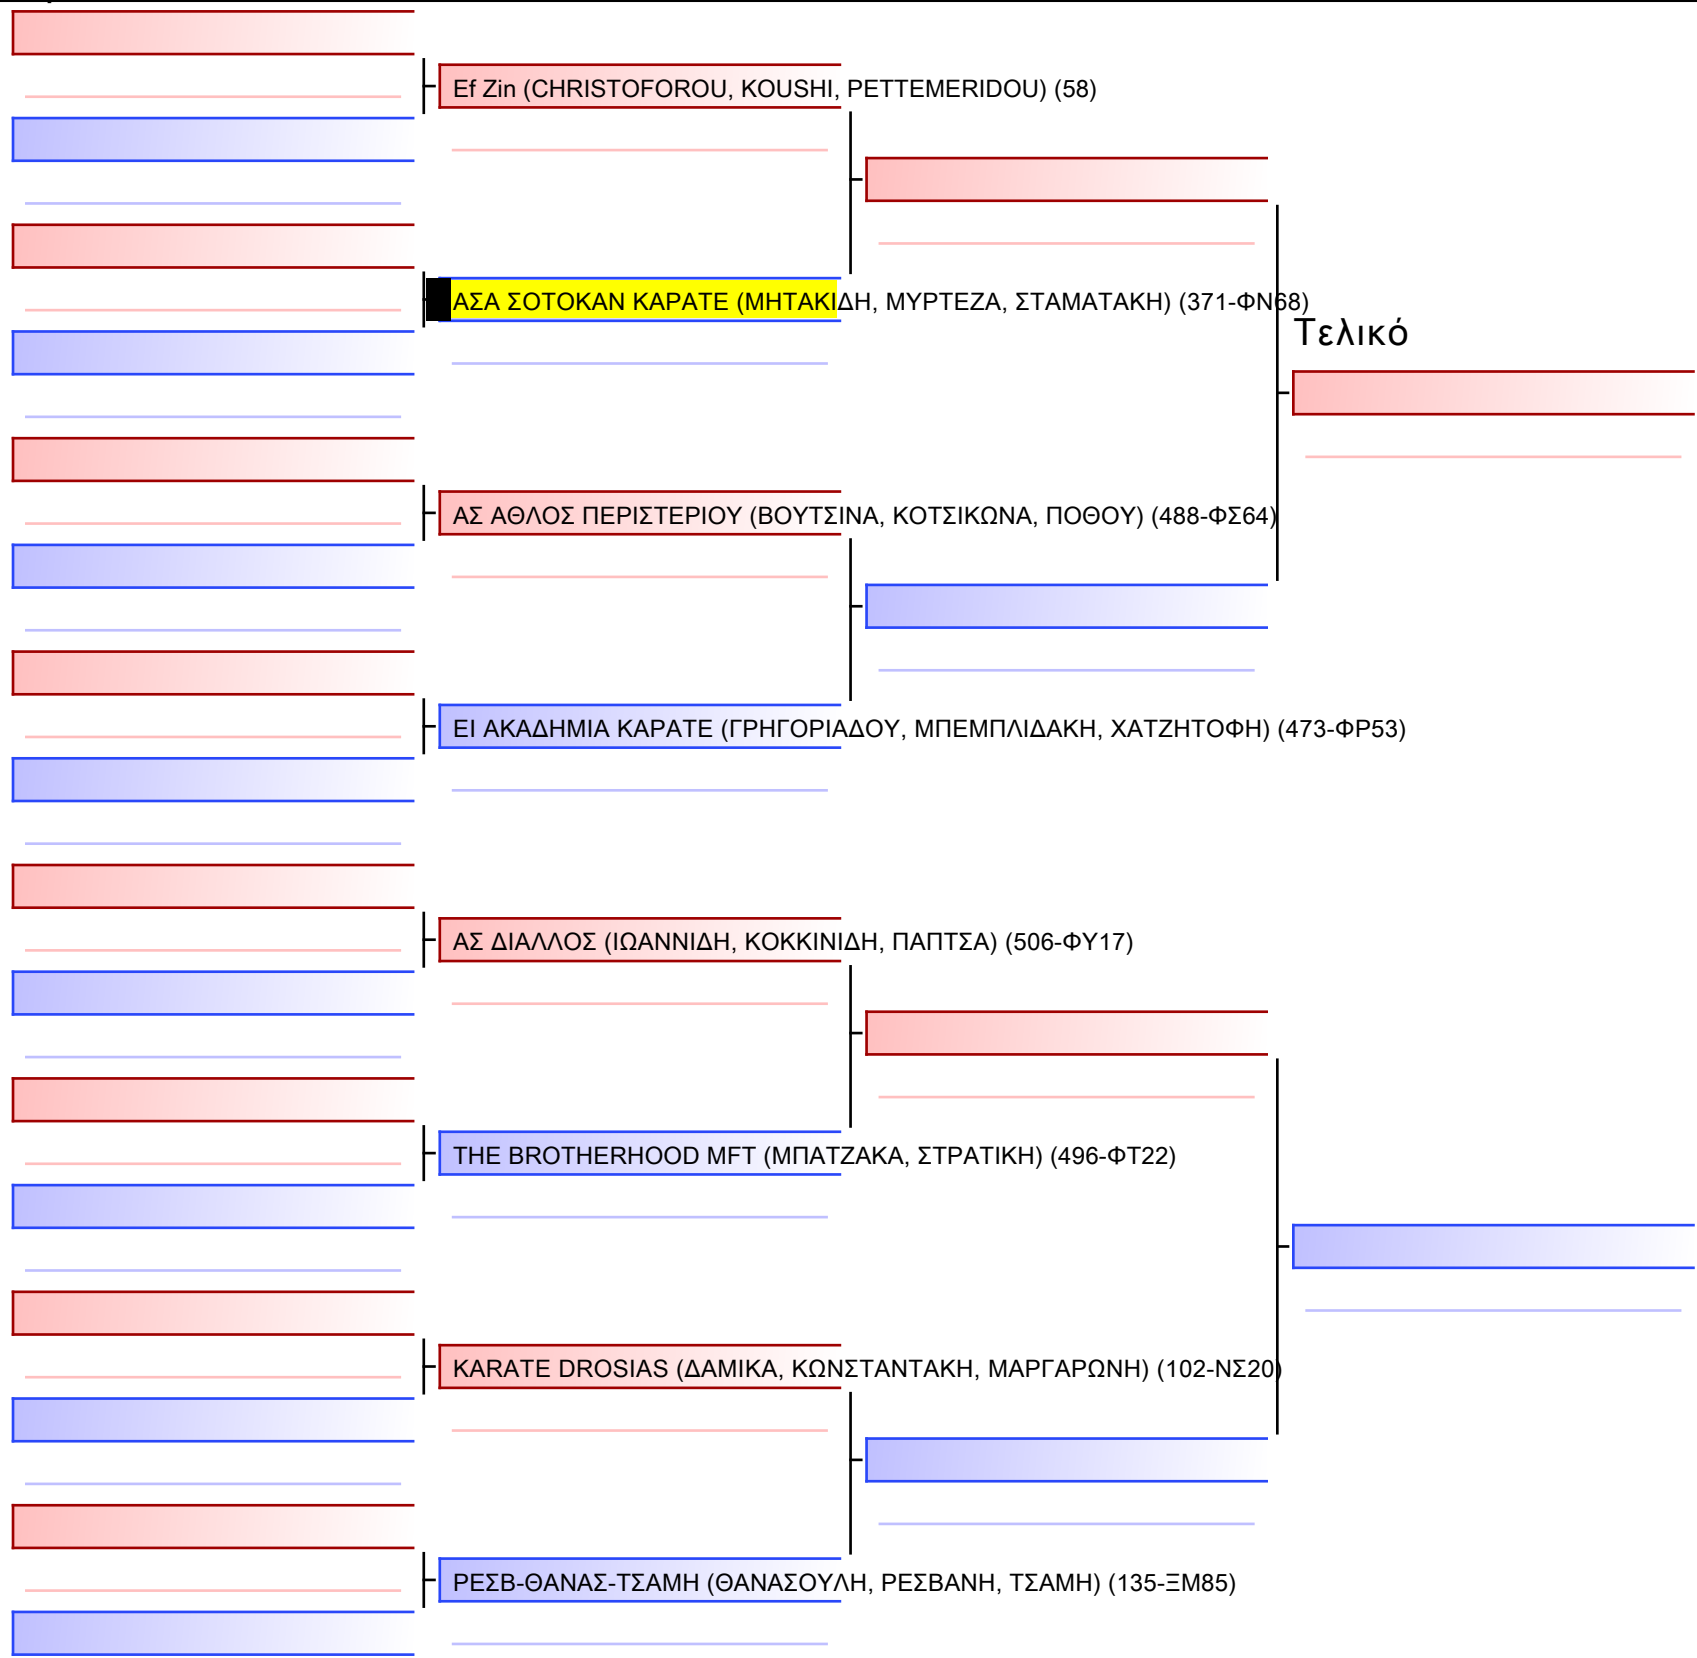 Ef Zin (CHRISTOFOROU, KOUSHI, PETTEMERIDOU) (58)
ΑΣΑ ΣΟΤΟΚΑΝ ΚΑΡΑΤΕ (ΜΗΤΑΚΙΔΗ, ΜΥΡΤΕΖΑ, ΣΤΑΜΑΤΑΚΗ) (371-ΦΝ68)
Τελικό
ΑΣ ΑΘΛΟΣ ΠΕΡΙΣΤΕΡΙΟΥ (ΒΟΥΤΣΙΝΑ, ΚΟΤΣΙΚΩΝΑ, ΠΟΘΟΥ) (488-ΦΣ64)
ΕΙ ΑΚΑΔΗΜΙΑ ΚΑΡΑΤΕ (ΓΡΗΓΟΡΙΑΔΟΥ, ΜΠΕΜΠΛΙΔΑΚΗ, ΧΑΤΖΗΤΟΦΗ) (473-ΦΡ53)
ΑΣ ΔΙΑΛΛΟΣ (ΙΩΑΝΝΙΔΗ, ΚΟΚΚΙΝΙΔΗ, ΠΑΠΤΣΑ) (506-ΦΥ17)
THE BROTHERHOOD MFT (ΜΠΑΤΖΑΚΑ, ΣΤΡΑΤΙΚΗ) (496-ΦΤ22)
KARATE DROSIAS (ΔΑΜΙΚΑ, ΚΩΝΣΤΑΝΤΑΚΗ, ΜΑΡΓΑΡΩΝΗ) (102-ΝΣ20)
ΡΕΣΒ-ΘΑΝΑΣ-ΤΣΑΜΗ (ΘΑΝΑΣΟΥΛΗ, ΡΕΣΒΑΝΗ, ΤΣΑΜΗ) (135-ΞΜ85)